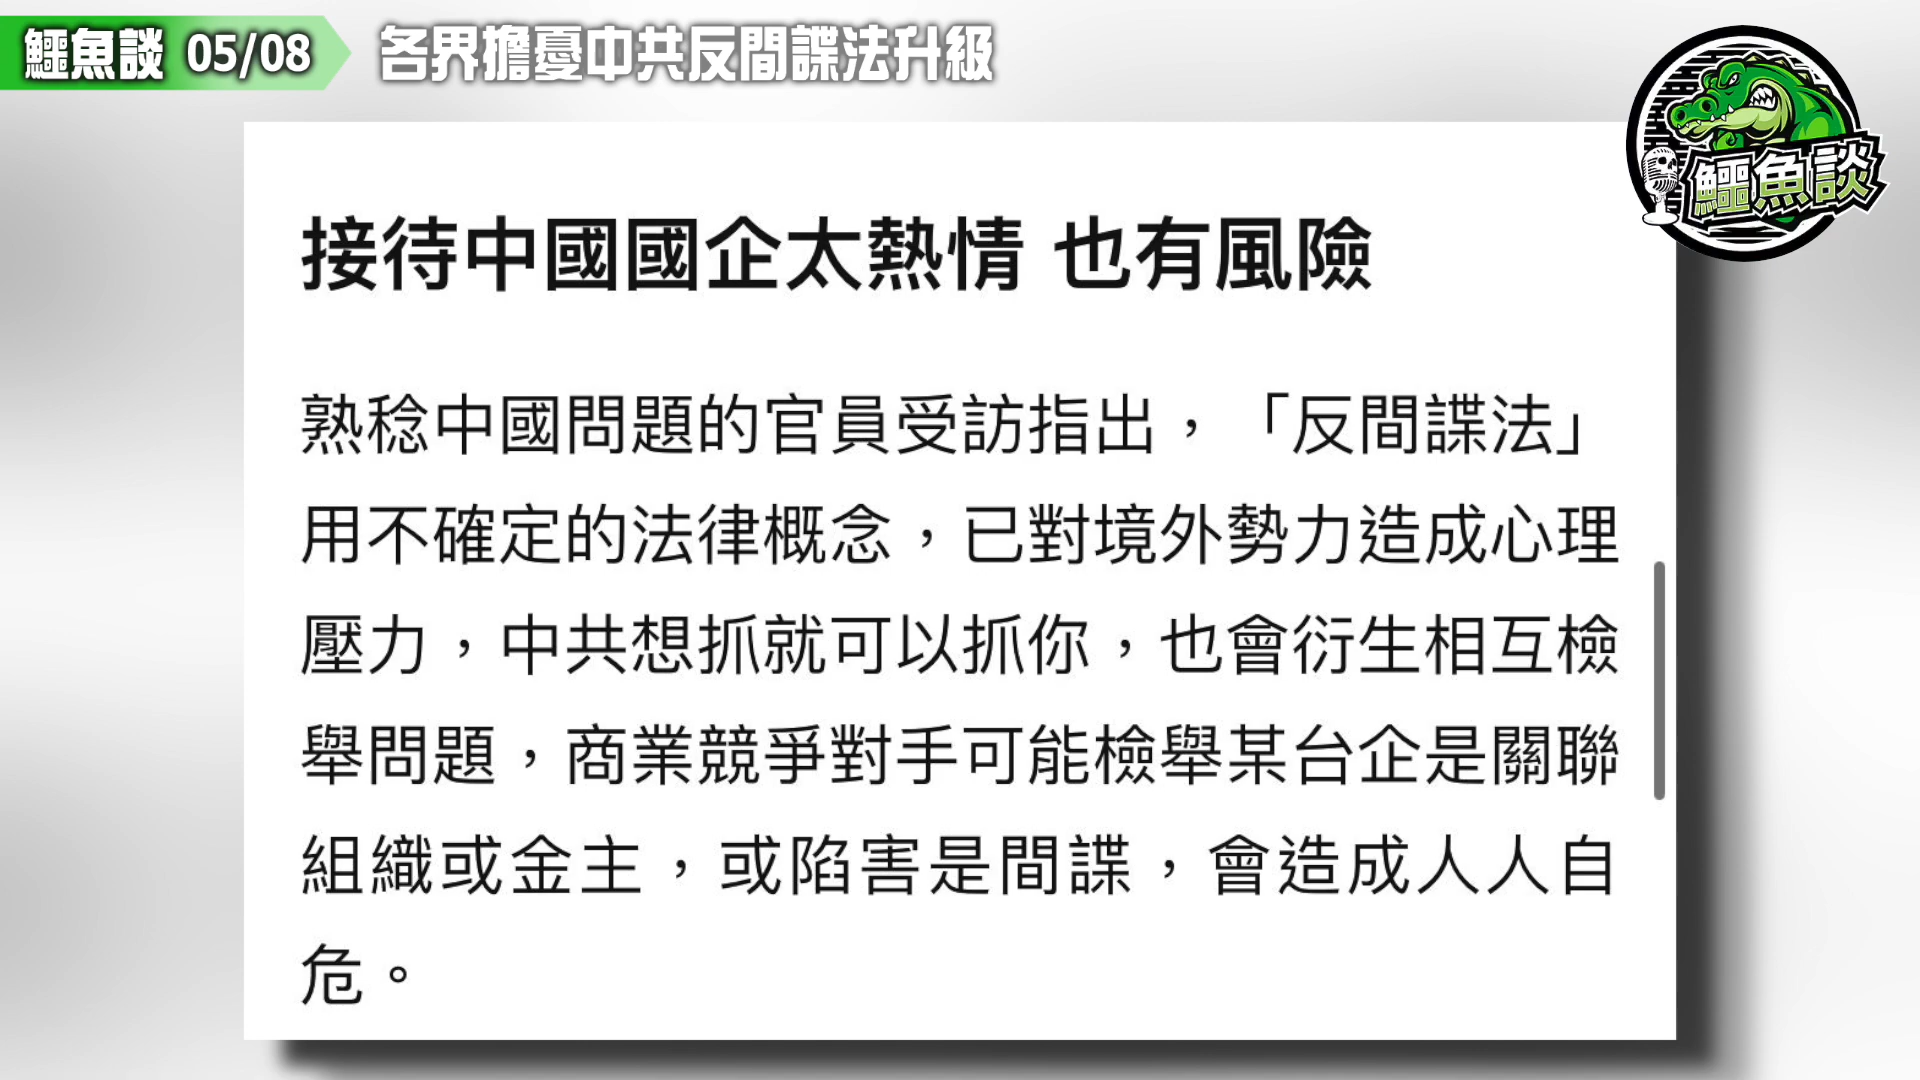 鱷魚談 05/08 各界擔憂中共反間諜法升級
鱷魚談
接待中國國企太熱情 也有風險
熟稔中國問題的官員受訪指出，「反間諜法」
用不確定的法律概念，已對境外勢力造成心理
壓力，中共想抓就可以抓你，也會衍生相互檢
舉問題，商業競爭對手可能檢舉某台企是關聯
組織或金主，或陷害是間諜，會造成人人自
危。